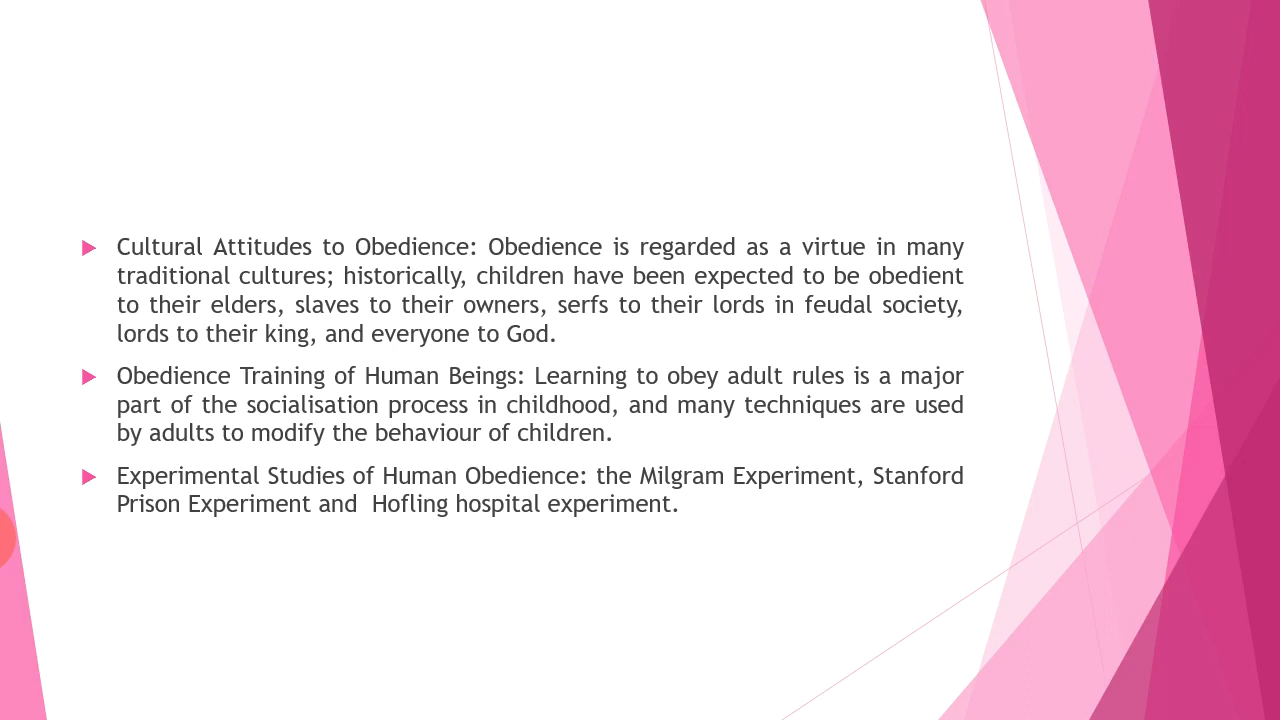 Cultural Attitudes to Obedience: Obedience is regarded as a virtue in many
traditional cultures; historically, children have been expected to be obedient
to their elders, slaves to their owners, serfs to their lords in feudal society,
lords to their king, and everyone to God.
Obedience Training of Human Beings: Learning to obey adult rules is a major
part of the socialisation process in childhood, and many techniques are used
by adults to modify the behaviour of children.
Experimental Studies of Human Obedience: the Milgram Experiment, Stanford
Prison Experiment and  Hofling hospital experiment.